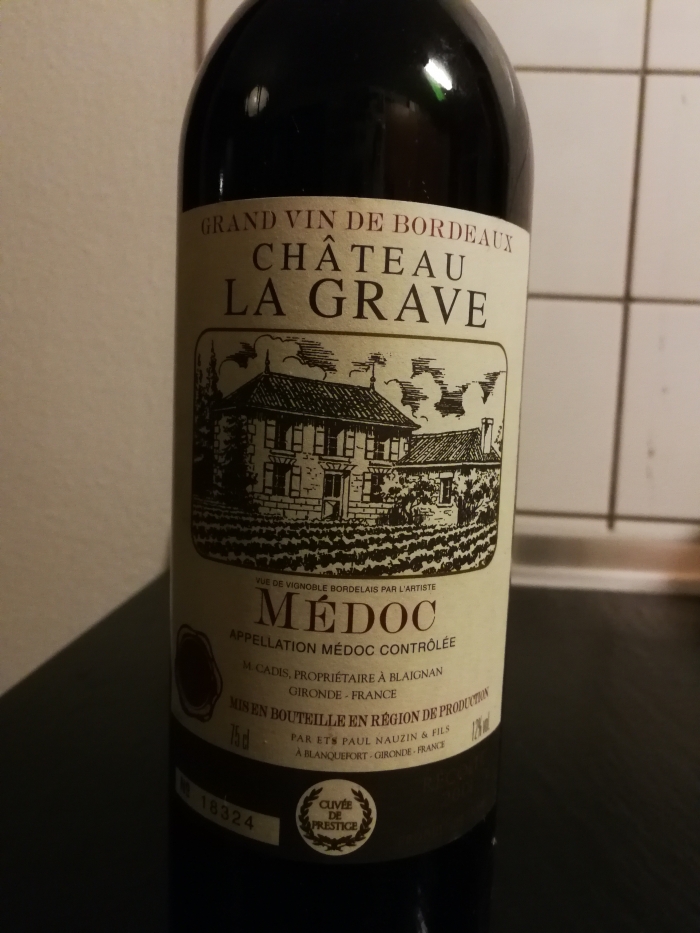 GRAND VIN DE BORDEAUX
CHÂTEAU
LA GRAVE
VUE DE VIGNOBLE BORDELAIS PAR L'ARTISTE
MÉDOC
APPELLATION MÉDOC CONTRÔLÉE
M. CADIS, PROPRIÉTAIRE À BLAIGNAN
GIRONDE - FRANCE
MIS EN BOUTEILLE EN RÉGION DE PRODUCTION
75 cl
PAR ETS PAUL NAUZIN & FILS
12% vol
À BLANQUEFORT - GIRONDE - FRANCE
Nº 18324
CUVÉE
DE
PRESTIGE